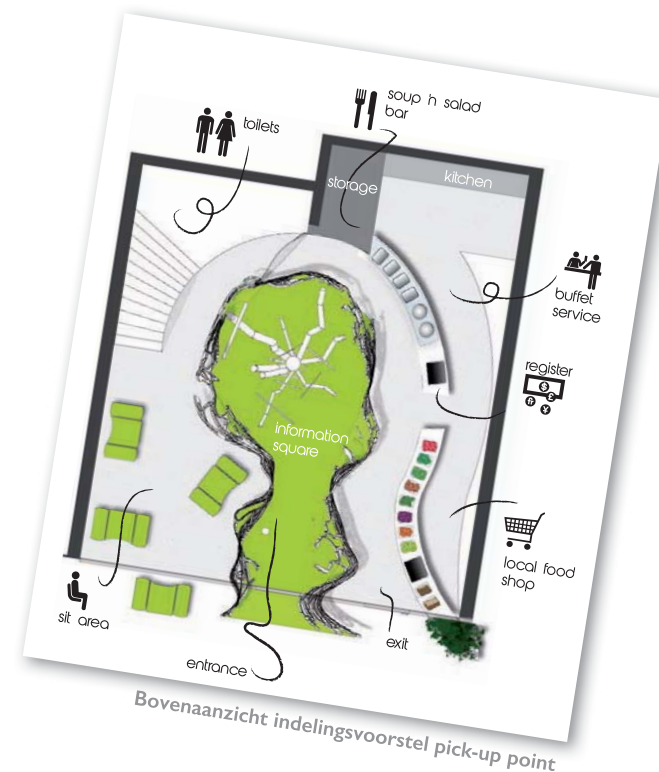 soup 'n salad
bar
toilets
storage
kitchen
buffet
service
register
information
square
local food
shop
sit area
exit
entrance
Bovenaanzicht indelingsvoorstel pick-up point